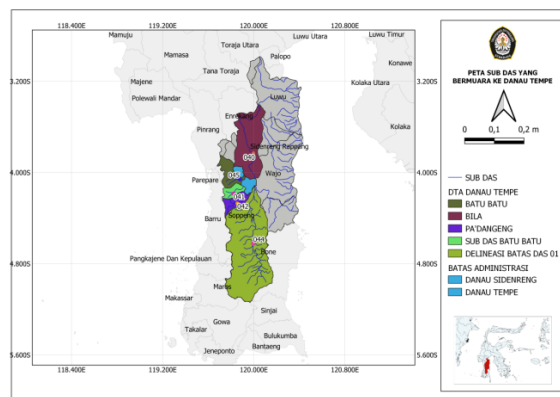 118.400E 119.200E 120.000E 120.800E
Mamuju
Luwu Utara
Luwu Timur
Toraja Utara
Palopo
Mamasa
Konawe
3.200S
3.200S
Tana Toraja
Majene
Luwu
Kolaka Utara
Polewali Mandar
Enrekang
Pinrang
Kolaka
Sidenreng Rappang
040
4.000S
4.000S
045
Wajo
Parepare
041
042
Barru
Soppeng
044
Bone
Pangkajene Dan Kepulauan
4.800S
4.800S
Maros
Makassar
Sinjai
Gowa
Takalar
Bulukumba
Bantaeng
Jeneponto
5.600S
5.600S
118.400E 119.200E 120.000E 120.800E
PETA SUB DAS YANG
BERMUARA KE DANAU TEMPE
0 0,1 0,2 m
SUB DAS
DTA DANAU TEMPE
BATU BATU
BILA
PA'DANGENG
SUB DAS BATU BATU
DELINEASI BATAS DAS 01
BATAS ADMINISTRASI
DANAU SIDENRENG
DANAU TEMPE